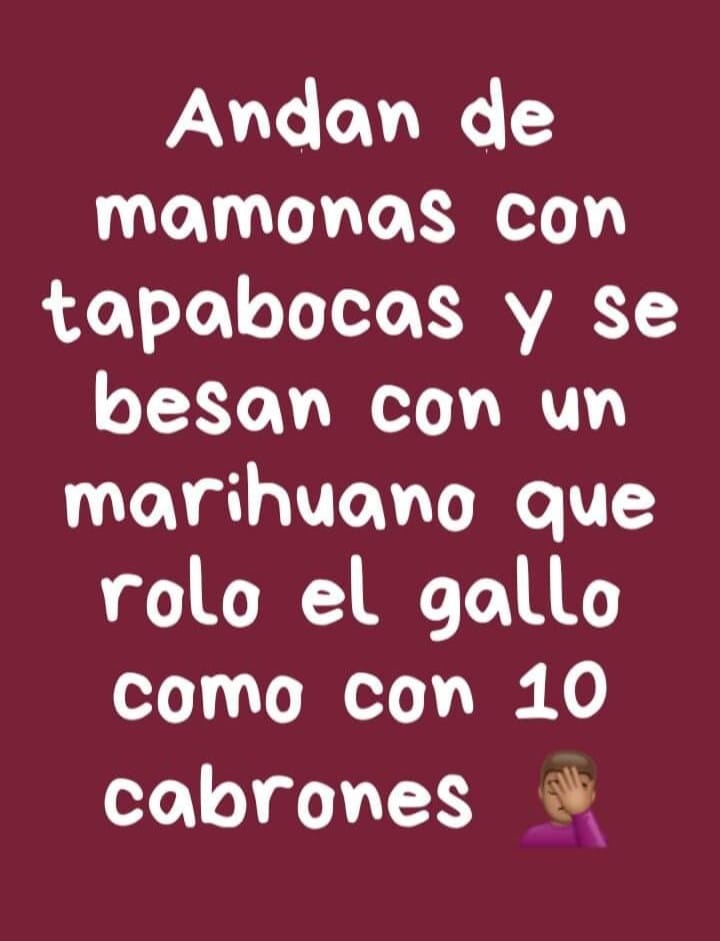 Andan de
mamonas con
tapabocas y se
besan con un
marihuano que
rolo el gallo
como con 10
cabrones 🤦🏽‍♂️